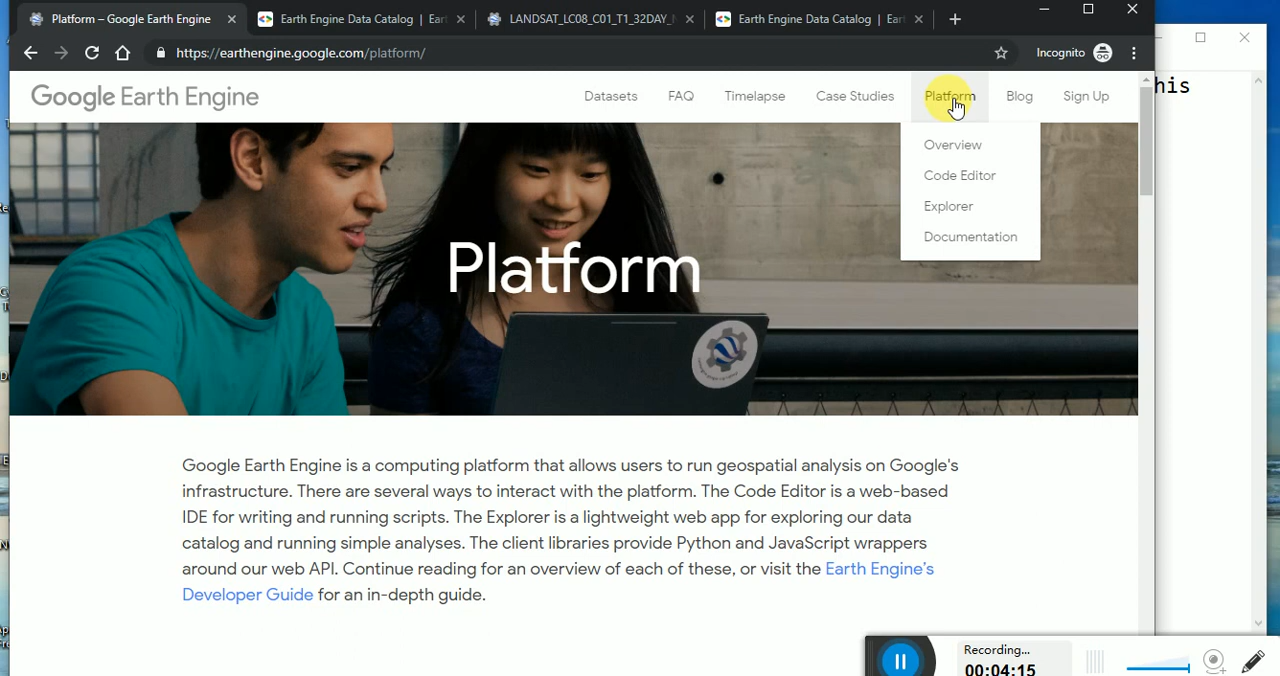 Platform – Google Earth Engine
Earth Engine Data Catalog | Ear
LANDSAT_LC08_C01_T1_32DAY_
Earth Engine Data Catalog | Ear
https://earthengine.google.com/platform/
Incognito
his
Google Earth Engine
Datasets FAQ Timelapse Case Studies Platform Blog Sign Up
Overview
Code Editor
Explorer
Documentation
Platform
Google Earth Engine is a computing platform that allows users to run geospatial analysis on Google's
infrastructure. There are several ways to interact with the platform. The Code Editor is a web-based
IDE for writing and running scripts. The Explorer is a lightweight web app for exploring our data
catalog and running simple analyses. The client libraries provide Python and JavaScript wrappers
around our web API. Continue reading for an overview of each of these, or visit the Earth Engine's
Developer Guide for an in-depth guide.
Recording...
00:04:15